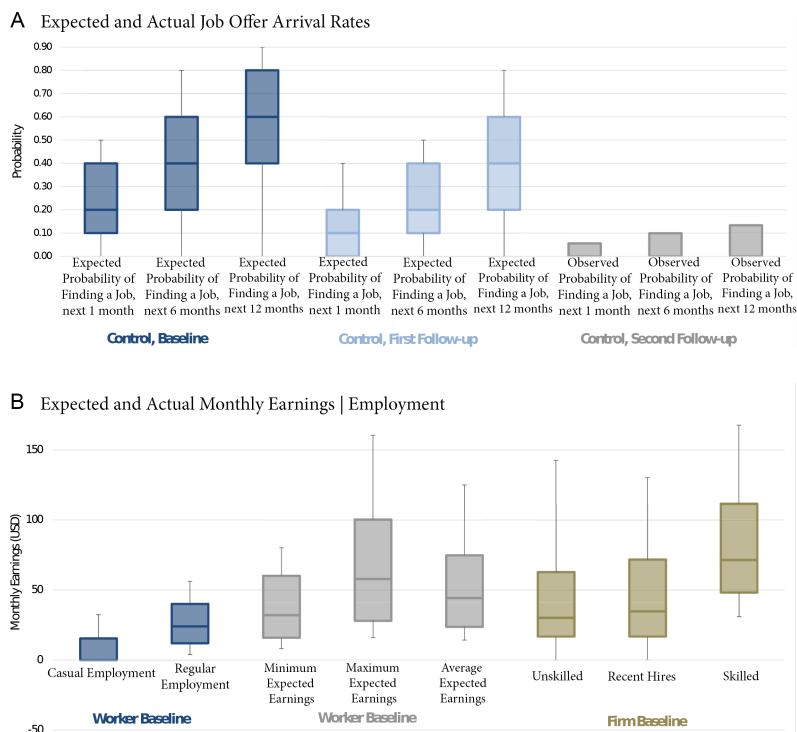 A Expected and Actual Job Offer Arrival Rates
0.90
0.80
0.70
0.60
0.50
0.40
0.30
0.20
0.10
0.00
Probability
Expected Probability of Finding a Job, next 1 month
Expected Probability of Finding a Job, next 6 months
Expected Probability of Finding a Job, next 12 months
Expected Probability of Finding a Job, next 1 month
Expected Probability of Finding a Job, next 6 months
Expected Probability of Finding a Job, next 12 months
Observed Probability of Finding a Job, next 1 month
Observed Probability of Finding a Job, next 6 months
Observed Probability of Finding a Job, next 12 months
Control, Baseline
Control, First Follow-up
Control, Second Follow-up
B Expected and Actual Monthly Earnings | Employment
150
100
50
0
-50
Monthly Earnings (USD)
Casual Employment
Regular
Employment
Minimum
Expected
Earnings
Maximum
Expected
Earnings
Average
Expected
Earnings
Unskilled
Recent Hires
Skilled
Worker Baseline
Worker Baseline
Firm Baseline